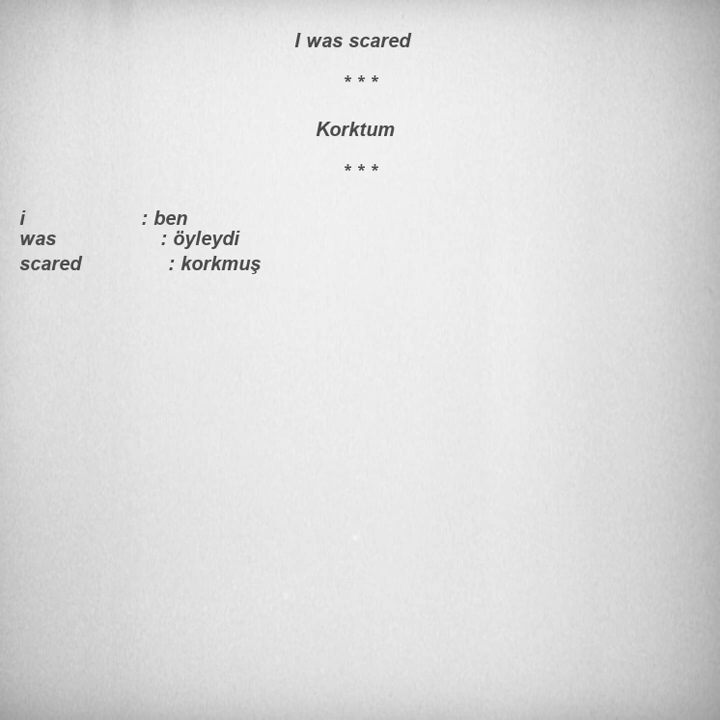 I was scared
* * *
Korktum
* * *
i : ben
was : öyleydi
scared : korkmuş